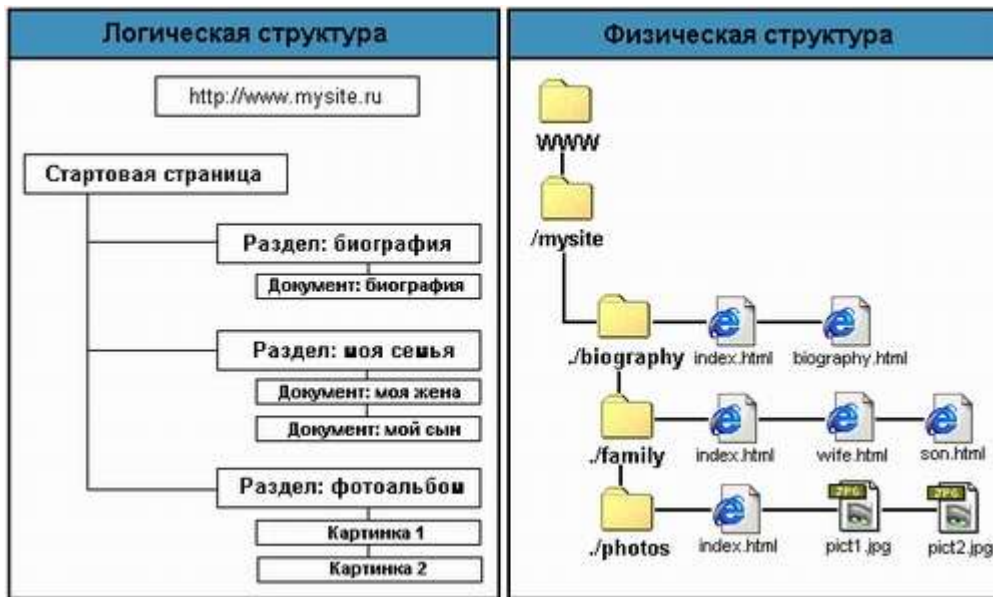 Логическая структура
http://www.mysite.ru
Стартовая страница
Раздел: биография
Документ: биография
Раздел: моя семья
Документ: моя жена
Документ: мой сын
Раздел: фотоальбом
Картинка 1
Картинка 2
Физическая структура
WWW
/mysite
./biography
index.html
biography.html
./family
index.html
wife.html
son.html
./photos
index.html
JPG
pict1.jpg
JPG
pict2.jpg